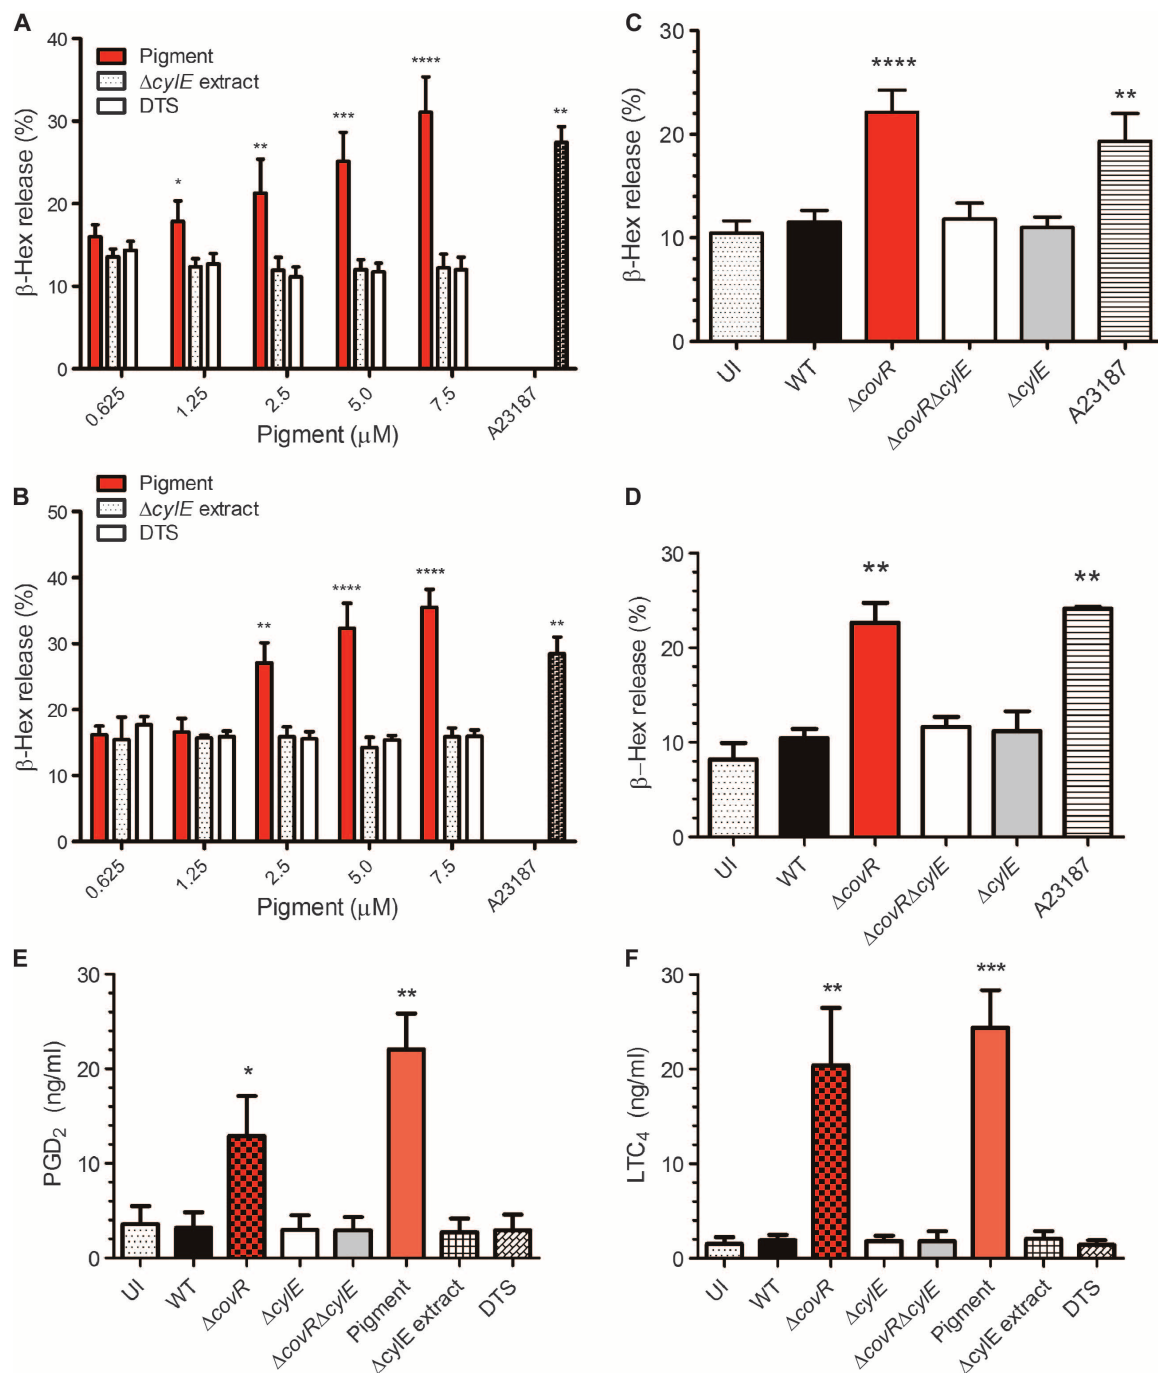 A
Pigment
ΔcylE extract
DTS
β-Hex release (%)
40
30
20
10
0
* ** *** **** **
0.625 1.25 2.5 5.0 7.5 A23187
Pigment (μM)
C
β-Hex release (%)
30
20
10
0
**** **
UI WT ΔcovR ΔcovRΔcylE ΔcylE A23187
B
Pigment
ΔcylE extract
DTS
β-Hex release (%)
50
40
30
20
10
0
** **** **** **
0.625 1.25 2.5 5.0 7.5 A23187
Pigment (μM)
D
β–Hex release (%)
30
20
10
0
** **
UI WT ΔcovR ΔcovRΔcylE ΔcylE A23187
E
PGD₂ (ng/ml)
30
20
10
0
* **
UI WT ΔcovR ΔcylE ΔcovRΔcylE Pigment ΔcylE extract DTS
F
LTC₄ (ng/ml)
30
20
10
0
** ***
UI WT ΔcovR ΔcylE ΔcovRΔcylE Pigment ΔcylE extract DTS